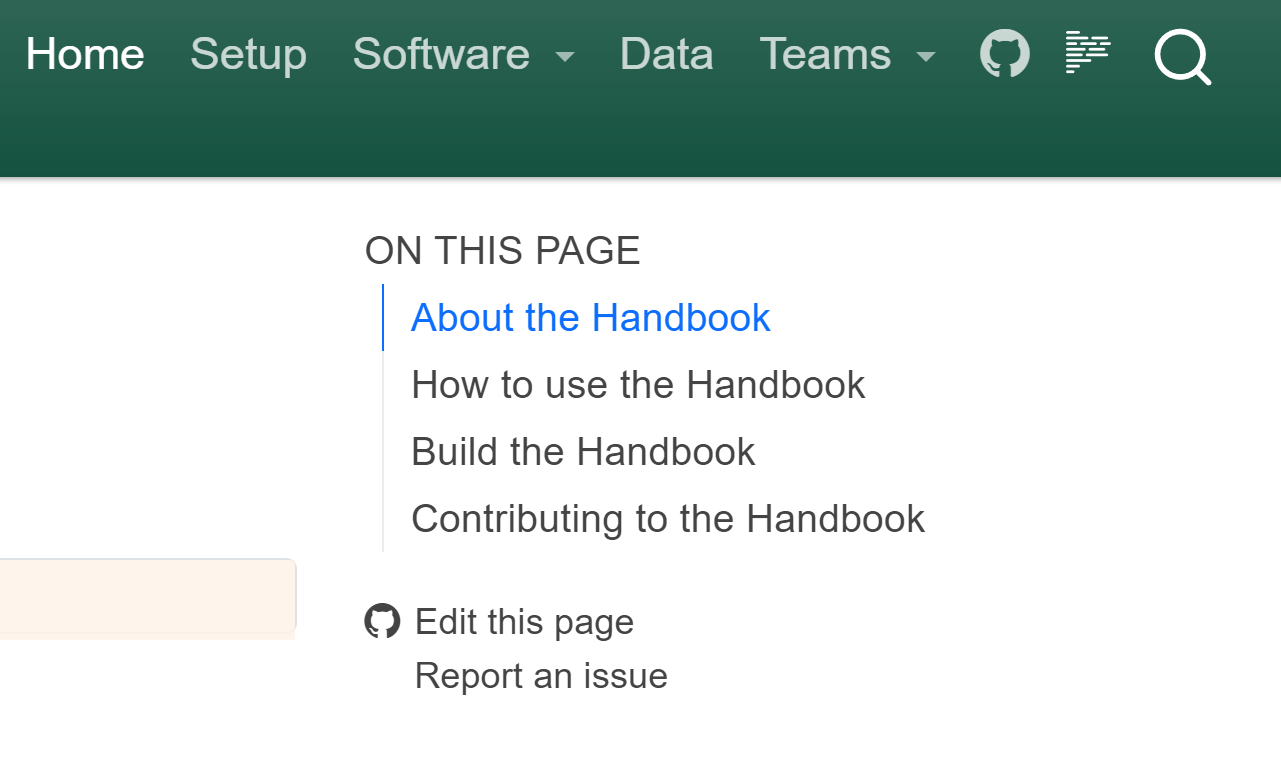 Home Setup Software Data Teams
ON THIS PAGE
About the Handbook
How to use the Handbook
Build the Handbook
Contributing to the Handbook
Edit this page
Report an issue